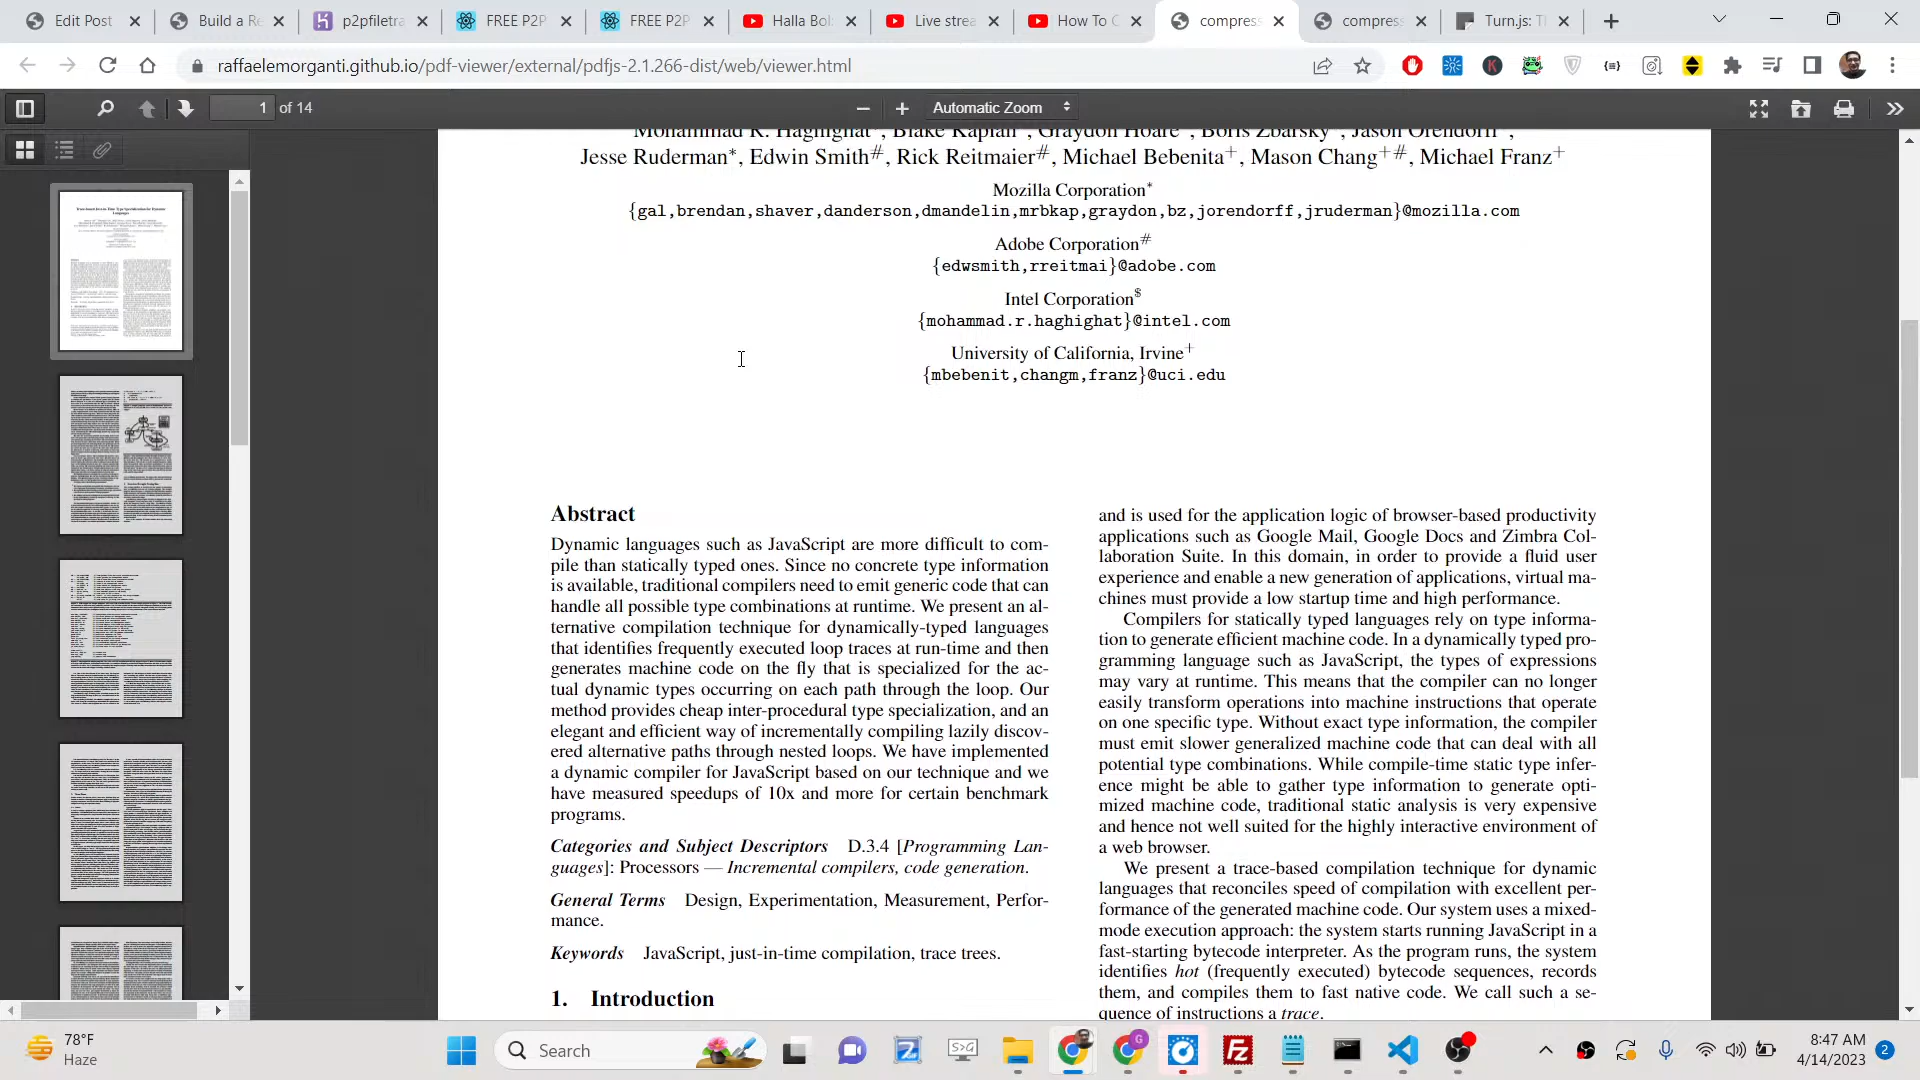 Edit Post
Build a Re
p2pfiletra
FREE P2P
FREE P2P
Halla Bol
Live strea
How To C
compress
compress
Turn.js: Th
raffaelemorganti.github.io/pdf-viewer/external/pdfjs-2.1.266-dist/web/viewer.html
1 of 14
Automatic Zoom
Mohammad R. Haghighat$, Blake Kaplan*, Graydon Hoare*, Boris Zbarsky*, Jason Orendorff*,
Jesse Ruderman*, Edwin Smith#, Rick Reitmaier#, Michael Bebenita+, Mason Chang+#, Michael Franz+
Mozilla Corporation*
{gal,brendan,shaver,danderson,dmandelin,mrbkap,graydon,bz,jorendorff,jruderman}@mozilla.com
Adobe Corporation#
{edwsmith,rreitmai}@adobe.com
Intel Corporation$
{mohammad.r.haghighat}@intel.com
University of California, Irvine+
{mbebenit,changm,franz}@uci.edu
Abstract
Dynamic languages such as JavaScript are more difficult to com-
pile than statically typed ones. Since no concrete type information
is available, traditional compilers need to emit generic code that can
handle all possible type combinations at runtime. We present an al-
ternative compilation technique for dynamically-typed languages
that identifies frequently executed loop traces at run-time and then
generates machine code on the fly that is specialized for the ac-
tual dynamic types occurring on each path through the loop. Our
method provides cheap inter-procedural type specialization, and an
elegant and efficient way of incrementally compiling lazily discov-
ered alternative paths through nested loops. We have implemented
a dynamic compiler for JavaScript based on our technique and we
have measured speedups of 10x and more for certain benchmark
programs.
Categories and Subject Descriptors D.3.4 [Programming Lan-
guages]: Processors — Incremental compilers, code generation.
General Terms Design, Experimentation, Measurement, Perfor-
mance.
Keywords JavaScript, just-in-time compilation, trace trees.
1. Introduction
and is used for the application logic of browser-based productivity
applications such as Google Mail, Google Docs and Zimbra Col-
laboration Suite. In this domain, in order to provide a fluid user
experience and enable a new generation of applications, virtual ma-
chines must provide a low startup time and high performance.
Compilers for statically typed languages rely on type informa-
tion to generate efficient machine code. In a dynamically typed pro-
gramming language such as JavaScript, the types of expressions
may vary at runtime. This means that the compiler can no longer
easily transform operations into machine instructions that operate
on one specific type. Without exact type information, the compiler
must emit slower generalized machine code that can deal with all
potential type combinations. While compile-time static type infer-
ence might be able to gather type information to generate opti-
mized machine code, traditional static analysis is very expensive
and hence not well suited for the highly interactive environment of
a web browser.
We present a trace-based compilation technique for dynamic
languages that reconciles speed of compilation with excellent per-
formance of the generated machine code. Our system uses a mixed-
mode execution approach: the system starts running JavaScript in a
fast-starting bytecode interpreter. As the program runs, the system
identifies hot (frequently executed) bytecode sequences, records
them, and compiles them to fast native code. We call such a se-
quence of instructions a trace.
78°F
Haze
Search
8:47 AM
4/14/2023
2